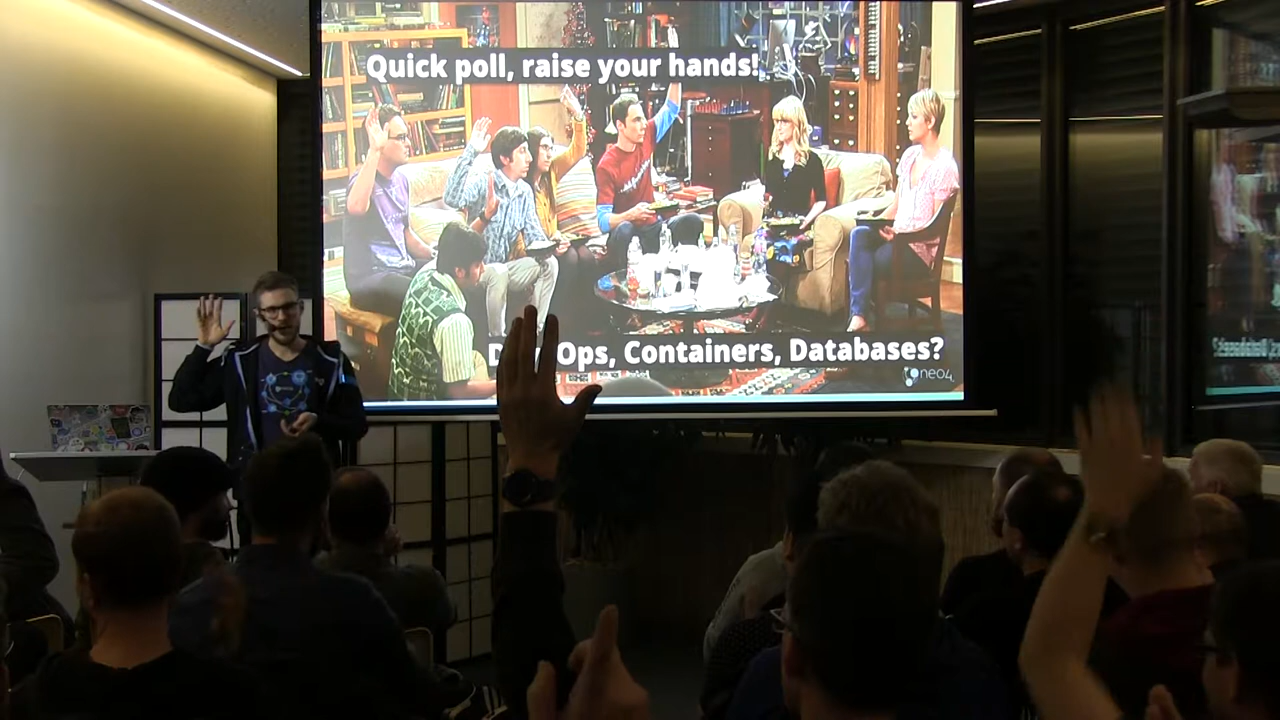 Quick poll, raise your hands!
Ops, Containers, Databases?
neo4j